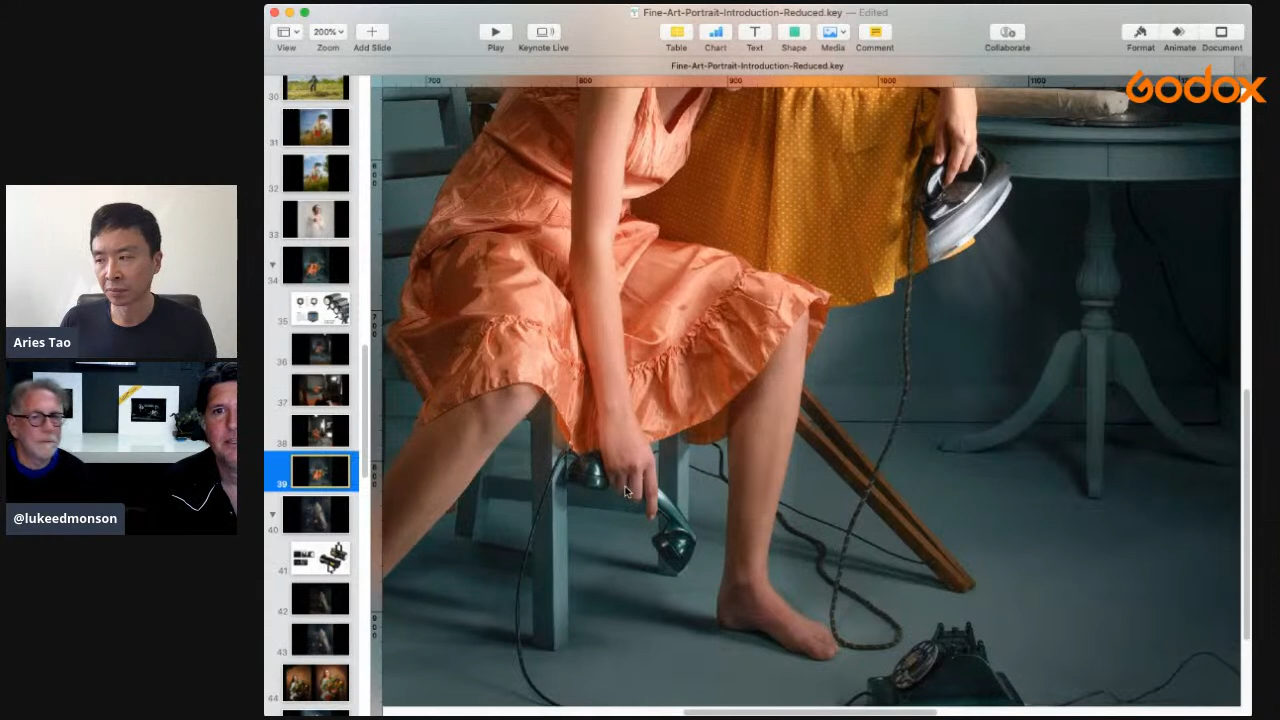 Fine-Art-Portrait-Introduction-Reduced.key — Edited
200%
View Zoom Add Slide Play Keynote Live Table Chart Text Shape Media Comment Collaborate Format Animate Document
Fine-Art-Portrait-Introduction-Reduced.key
Godox
700 800 900 1000 1100
30
31
32
33
34
35
36
37
38
39
40
41
42
43
44
Aries Tao
@lukeedmonson